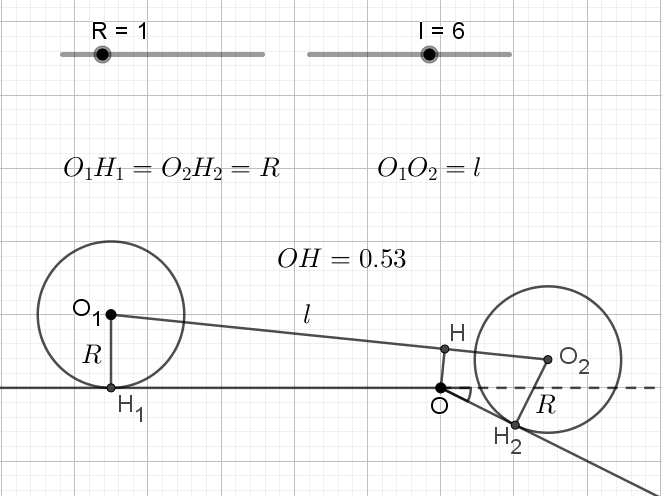 R = 1
l = 6
O₁H₁ = O₂H₂ = R
O₁O₂ = l
OH = 0.53
O₁
l
H
O₂
R
R
H₁
O
H₂